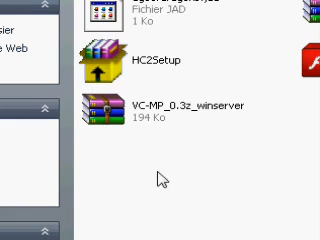 Fichier JAD
1 Ko
sier
e Web
HC2Setup
VC-MP_0.3z_winserver
194 Ko